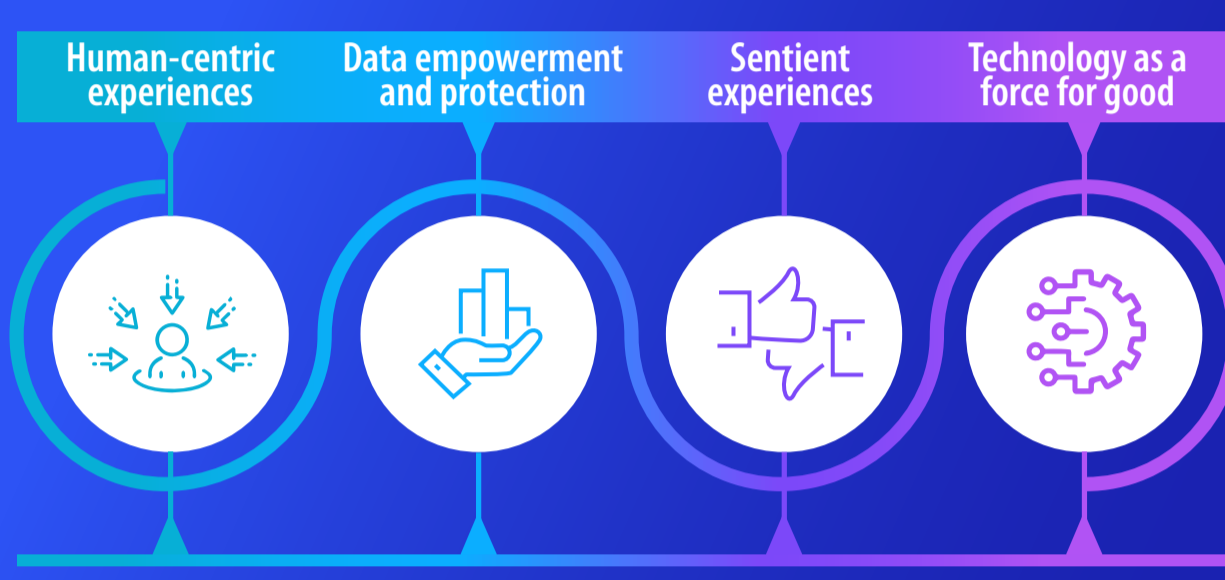 Human-centric
experiences
Data empowerment
and protection
Sentient
experiences
Technology as a
force for good